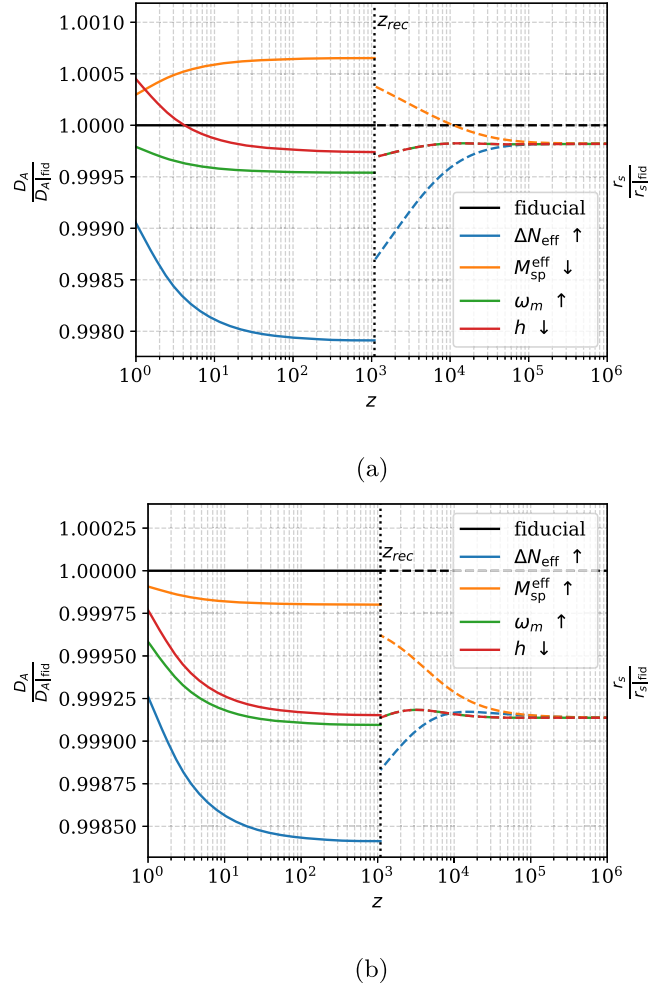 1.0010
1.0005
1.0000
0.9995
0.9990
0.9985
0.9980
D_A / D_A|fid
r_s / r_s|fid
z_rec
fiducial
ΔN_eff ↑
M_sp^eff ↓
ω_m ↑
h ↓
10^0 10^1 10^2 10^3 10^4 10^5 10^6
z
(a)
1.00025
1.00000
0.99975
0.99950
0.99925
0.99900
0.99875
0.99850
D_A / D_A|fid
r_s / r_s|fid
z_rec
fiducial
ΔN_eff ↑
M_sp^eff ↑
ω_m ↑
h ↓
10^0 10^1 10^2 10^3 10^4 10^5 10^6
z
(b)